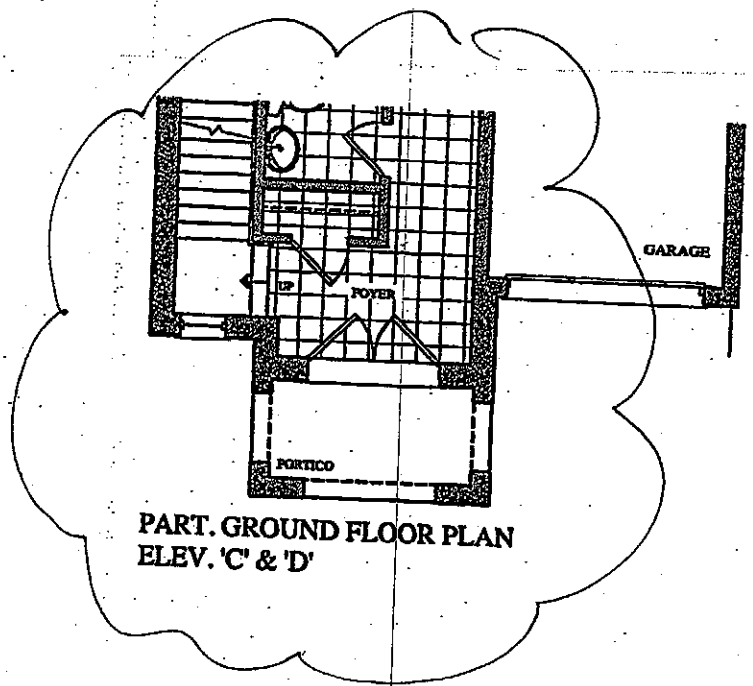 GARAGE
UP
FOYER
PORTICO
PART. GROUND FLOOR PLAN
ELEV. 'C' & 'D'